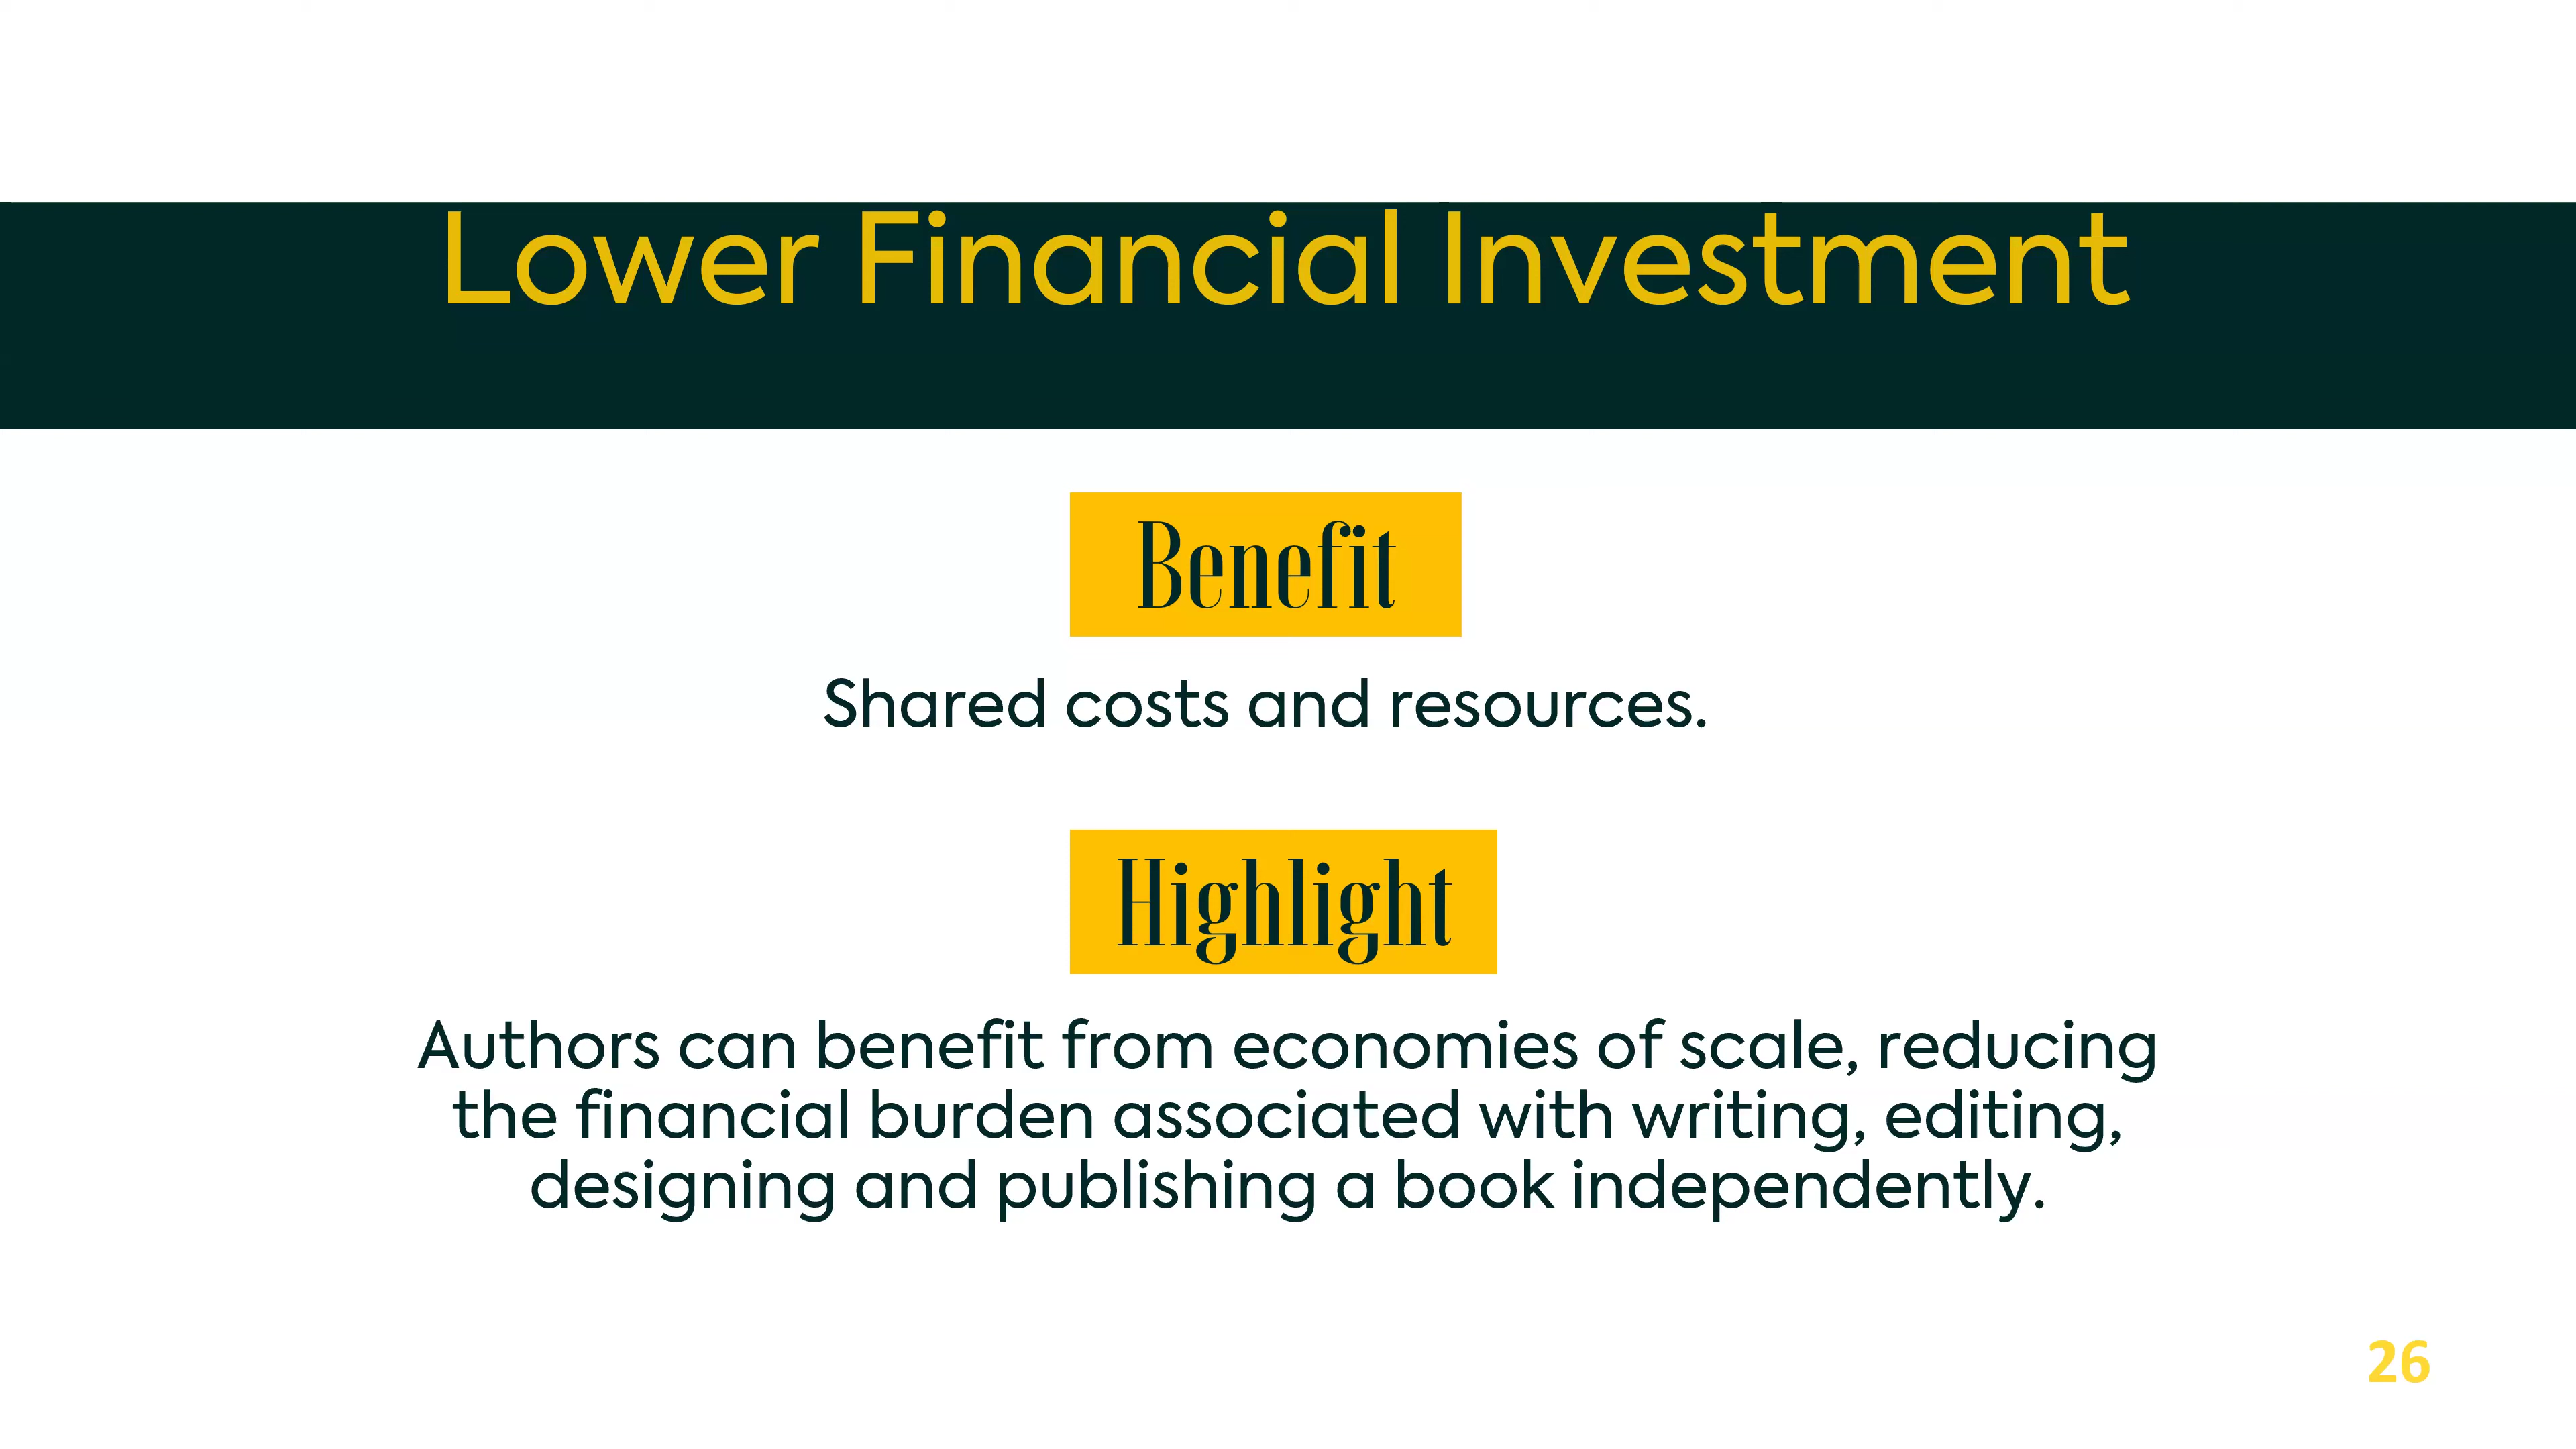 Lower Financial Investment
Benefit
Shared costs and resources.
Highlight
Authors can benefit from economies of scale, reducing
the financial burden associated with writing, editing,
designing and publishing a book independently.
26